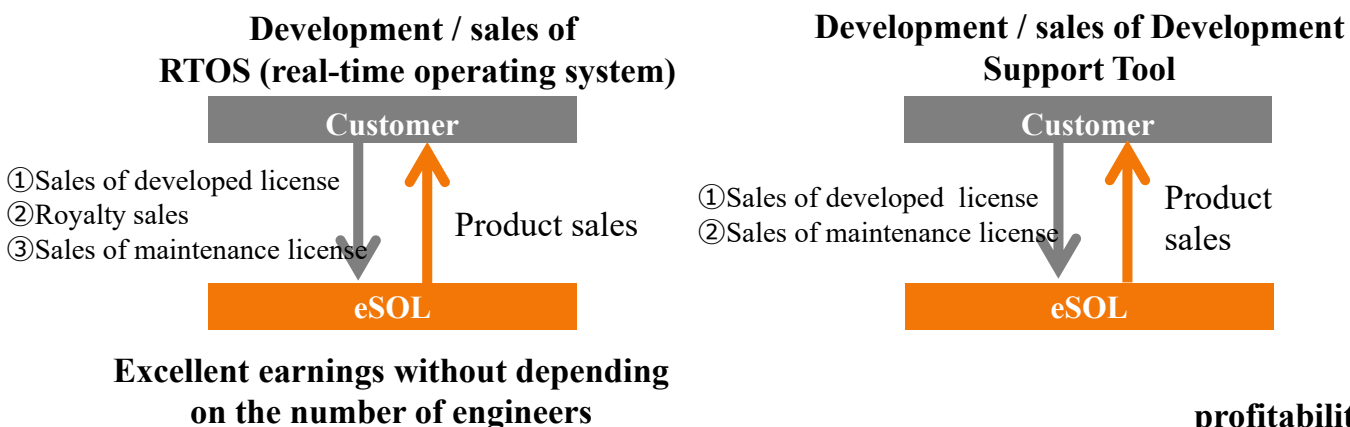 Development / sales of
RTOS (real-time operating system)
Customer
①Sales of developed license
②Royalty sales
③Sales of maintenance license
Product sales
eSOL
Excellent earnings without depending
on the number of engineers
Development / sales of Development
Support Tool
Customer
①Sales of developed  license
②Sales of maintenance license
Product
sales
eSOL